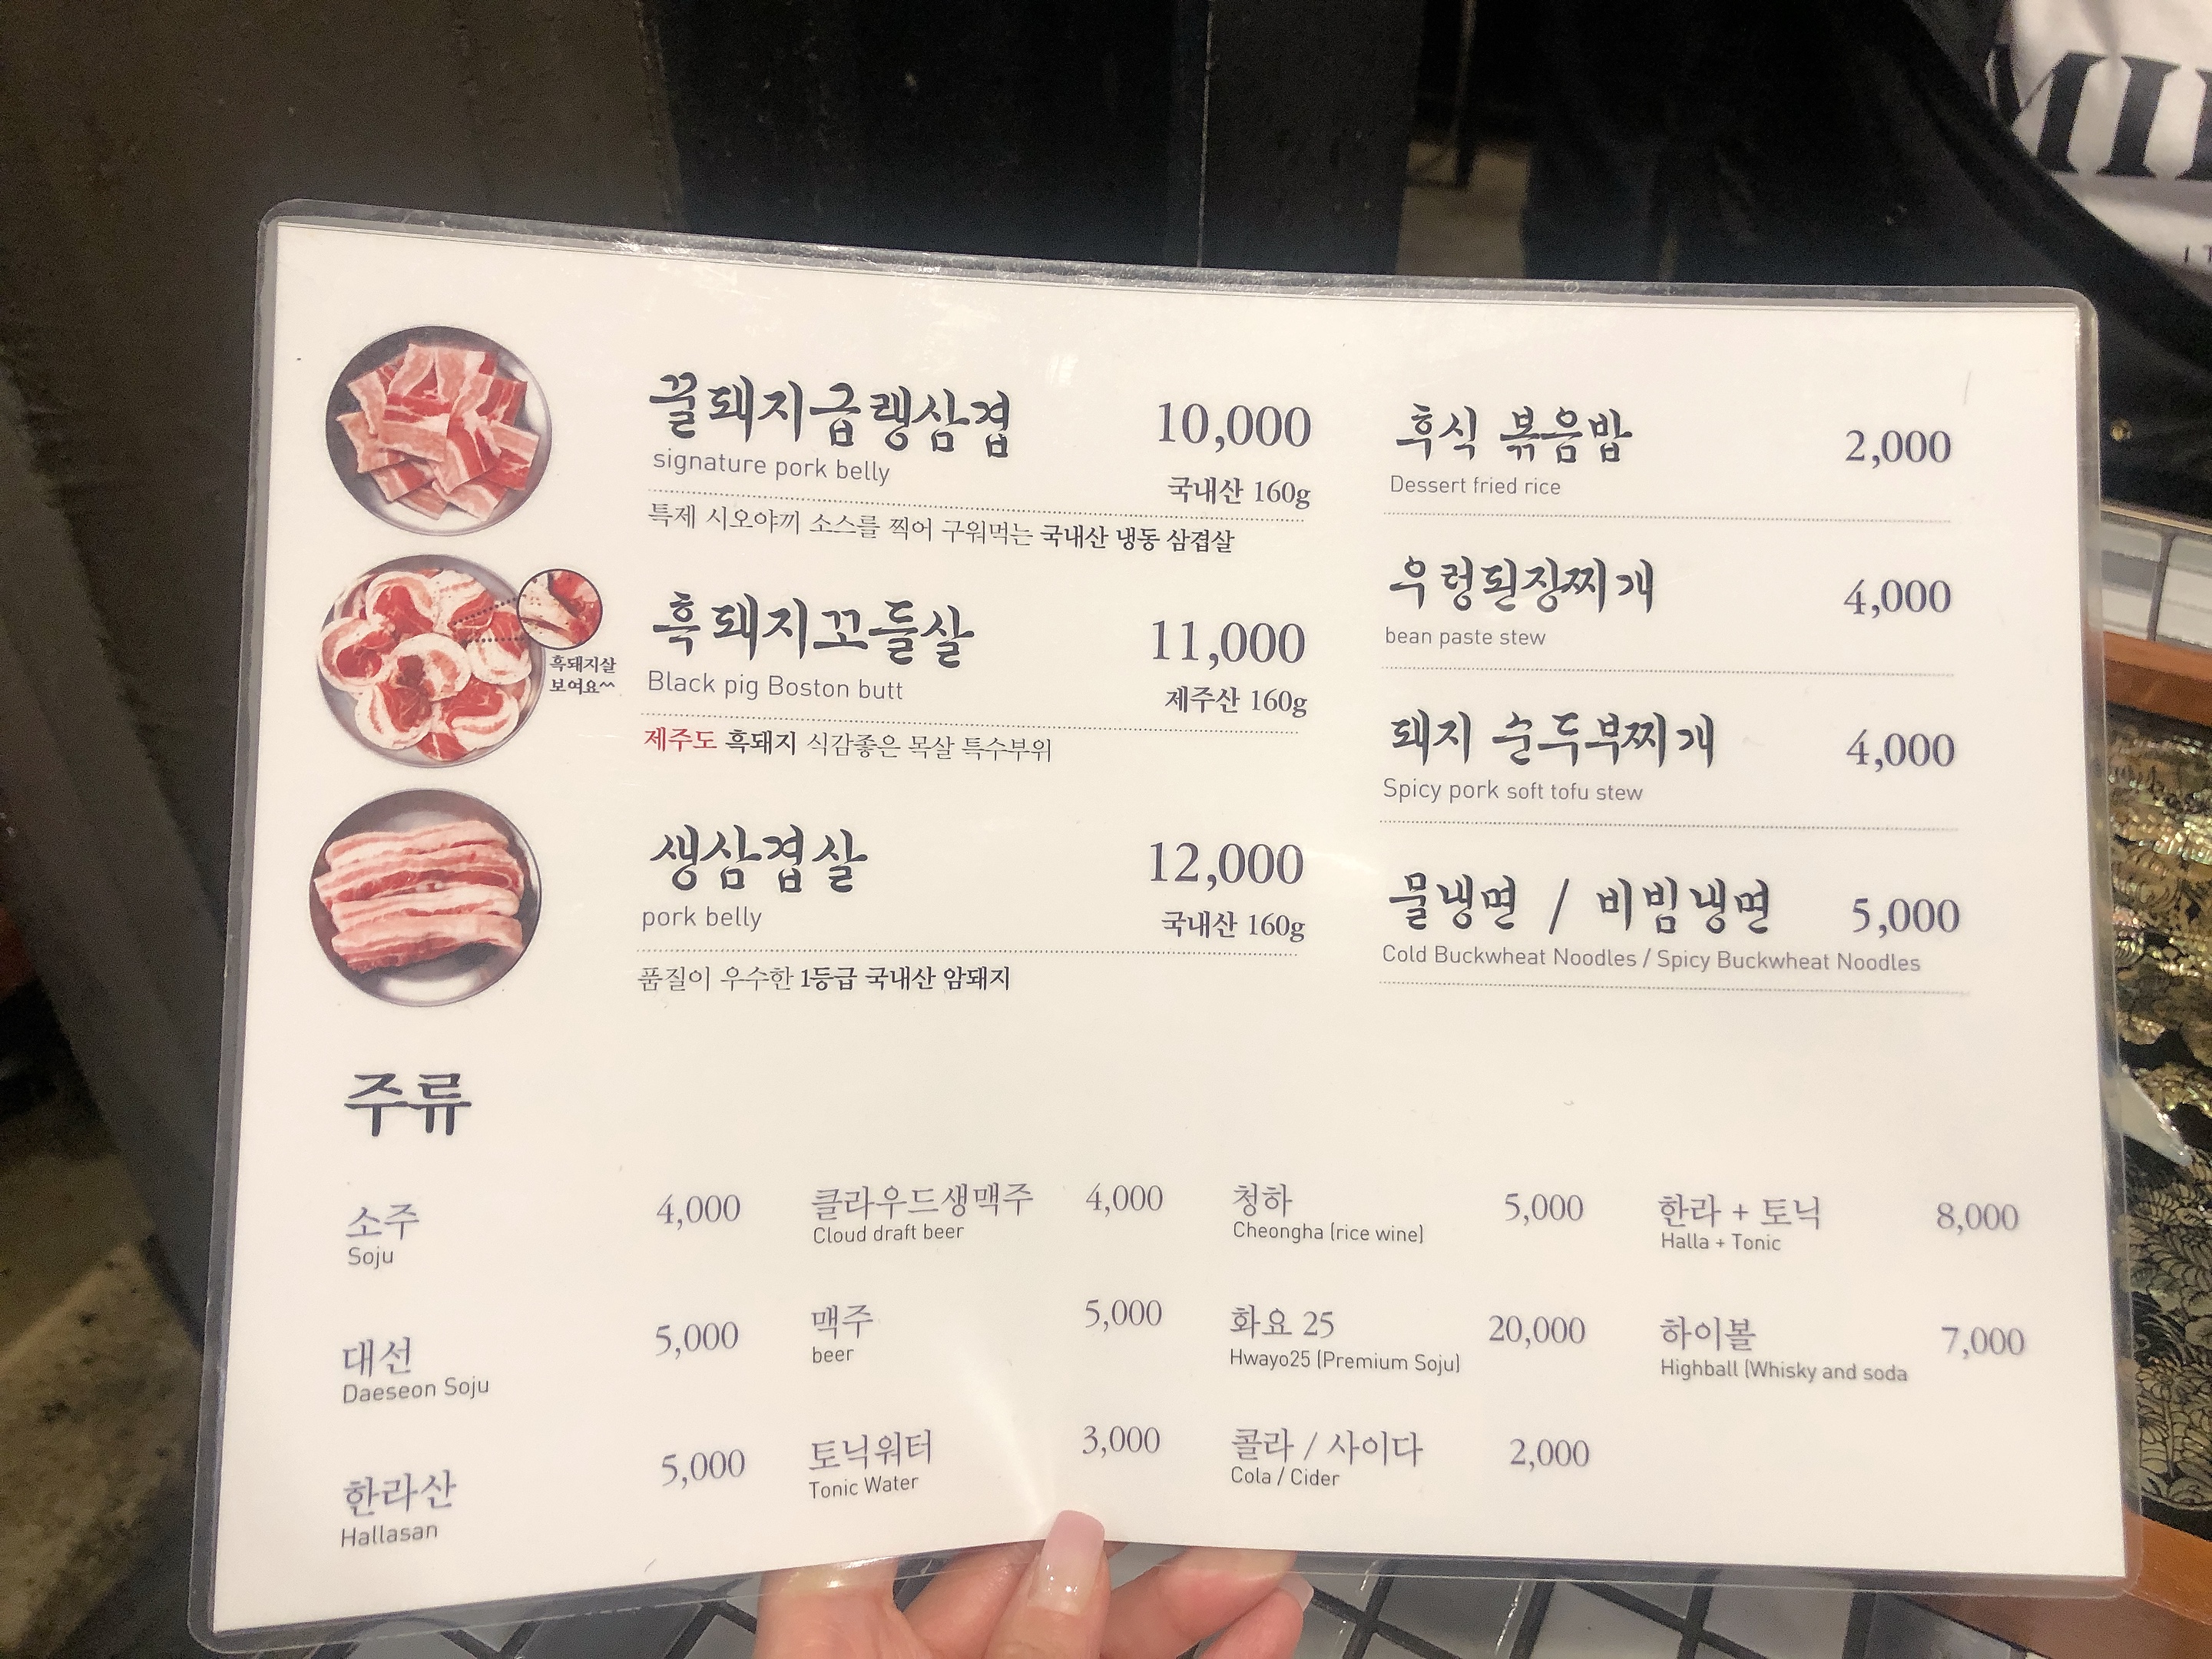 꿀돼지급랭삼겹 10,000
signature pork belly
국내산 160g
특제 시오야끼 소스를 찍어 구워먹는 국내산 냉동 삼겹살
흑돼지꼬들살 11,000
흑돼지살
보여요^^
Black pig Boston butt
제주산 160g
제주도 흑돼지 식감좋은 목살 특수부위
생삼겹살 12,000
pork belly
국내산 160g
품질이 우수한 1등급 국내산 암돼지
후식 볶음밥 2,000
Dessert fried rice
우렁된장찌개 4,000
bean paste stew
돼지 순두부찌개 4,000
Spicy pork soft tofu stew
물냉면 / 비빔냉면 5,000
Cold Buckwheat Noodles / Spicy Buckwheat Noodles
주류
소주 4,000
Soju
대선 5,000
Daeseon Soju
한라산 5,000
Hallasan
클라우드생맥주 4,000
Cloud draft beer
맥주 5,000
beer
토닉워터 3,000
Tonic Water
청하 5,000
Cheongha (rice wine)
화요 25 20,000
Hwayo25 (Premium Soju)
콜라 / 사이다 2,000
Cola / Cider
한라 + 토닉 8,000
Halla + Tonic
하이볼 7,000
Highball (Whisky and soda